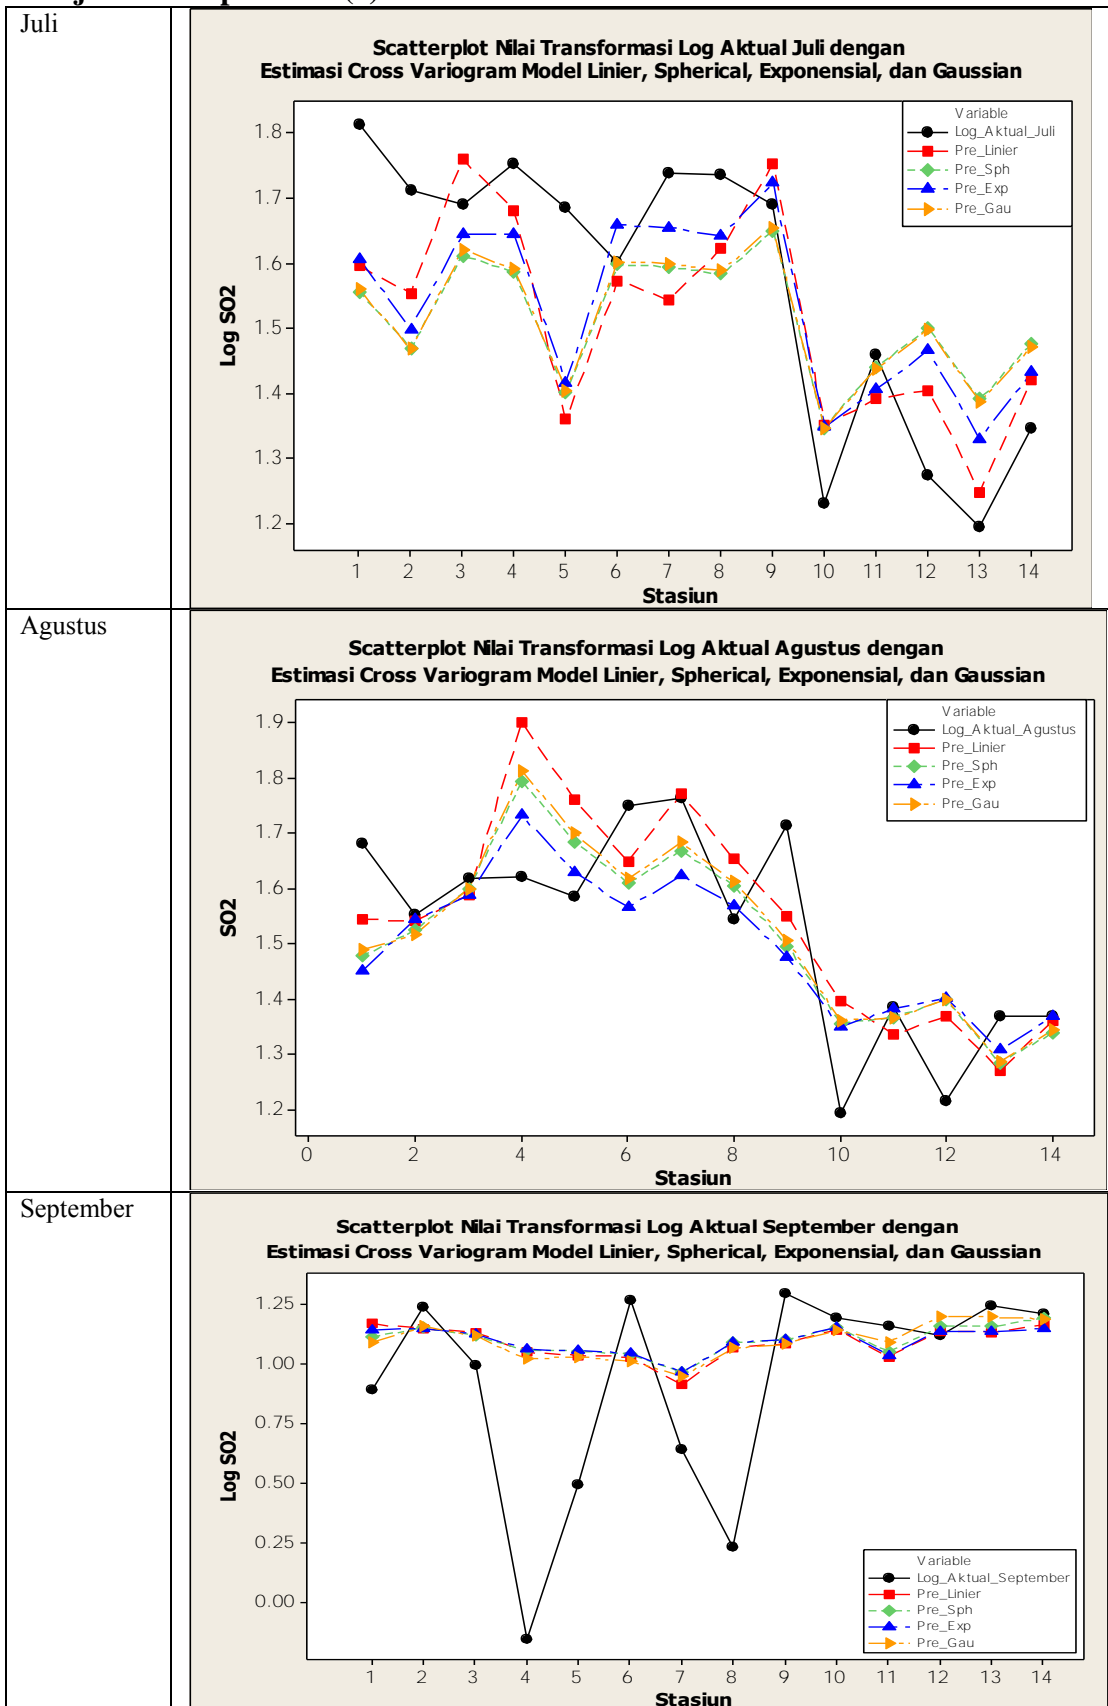 Juli
Scatterplot Nilai Transformasi Log Aktual Juli dengan
Estimasi Cross Variogram Model Linier, Spherical, Exponensial, dan Gaussian
Variable
Log_Aktual_Juli
Pre_Linier
Pre_Sph
Pre_Exp
Pre_Gau
1.8
1.7
1.6
1.5
1.4
1.3
1.2
Log SO2
1 2 3 4 5 6 7 8 9 10 11 12 13 14
Stasiun
Agustus
Scatterplot Nilai Transformasi Log Aktual Agustus dengan
Estimasi Cross Variogram Model Linier, Spherical, Exponensial, dan Gaussian
Variable
Log_Aktual_Agustus
Pre_Linier
Pre_Sph
Pre_Exp
Pre_Gau
1.9
1.8
1.7
1.6
1.5
1.4
1.3
1.2
SO2
0 2 4 6 8 10 12 14
Stasiun
September
Scatterplot Nilai Transformasi Log Aktual September dengan
Estimasi Cross Variogram Model Linier, Spherical, Exponensial, dan Gaussian
1.25
1.00
0.75
0.50
0.25
0.00
Log SO2
Variable
Log_Aktual_September
Pre_Linier
Pre_Sph
Pre_Exp
Pre_Gau
1 2 3 4 5 6 7 8 9 10 11 12 13 14
Stasiun